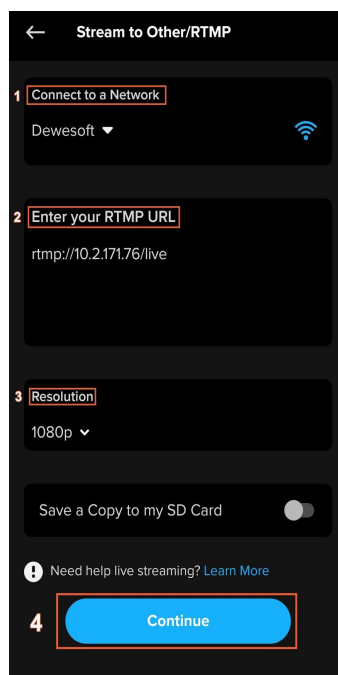 Stream to Other/RTMP
1 Connect to a Network
Dewesoft
2 Enter your RTMP URL
rtmp://10.2.171.76/live
3 Resolution
1080p
Save a Copy to my SD Card
! Need help live streaming? Learn More
4 Continue